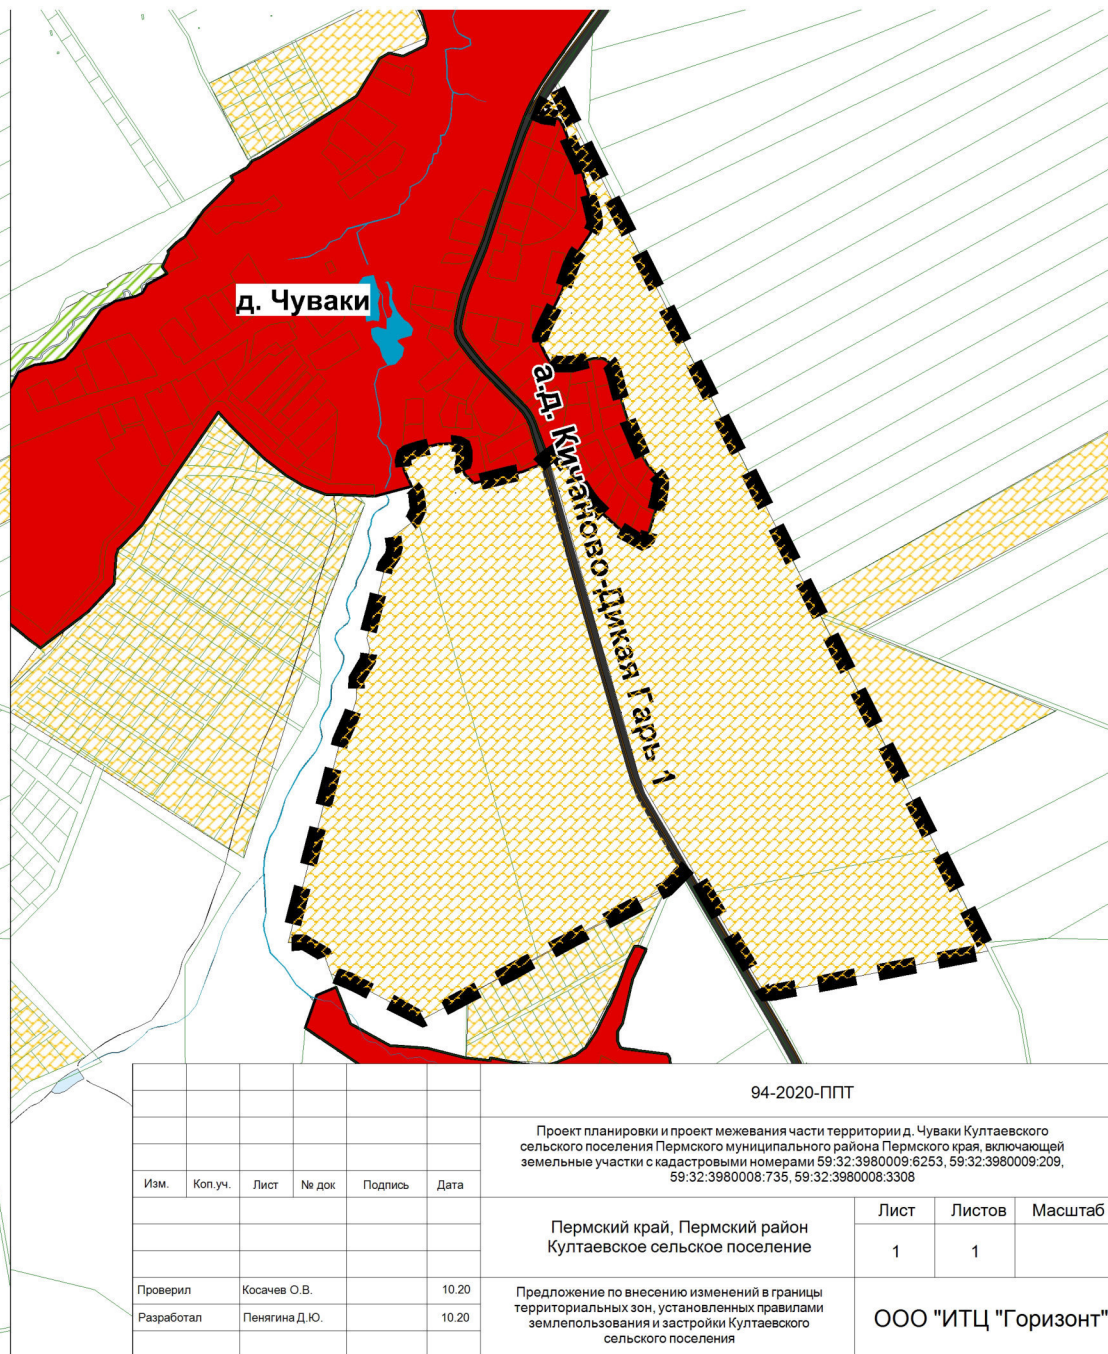 д. Чуваки
а.д. Кичаново-Дикая Гарь 1
94-2020-ППТ
Проект планировки и проект межевания части территории д. Чуваки Култаевского
сельского поселения Пермского муниципального района Пермского края, включающей
земельные участки с кадастровыми номерами 59:32:3980009:6253, 59:32:3980009:209,
59:32:3980008:735, 59:32:3980008:3308
Изм. Кол.уч. Лист № док Подпись Дата
Пермский край, Пермский район
Култаевское сельское поселение
Лист Листов Масштаб
1 1
Проверил Косачев О.В. 10.20
Разработал Пенягина Д.Ю. 10.20
Предложение по внесению изменений в границы
территориальных зон, установленных правилами
землепользования и застройки Култаевского
сельского поселения
ООО "ИТЦ "Горизонт"